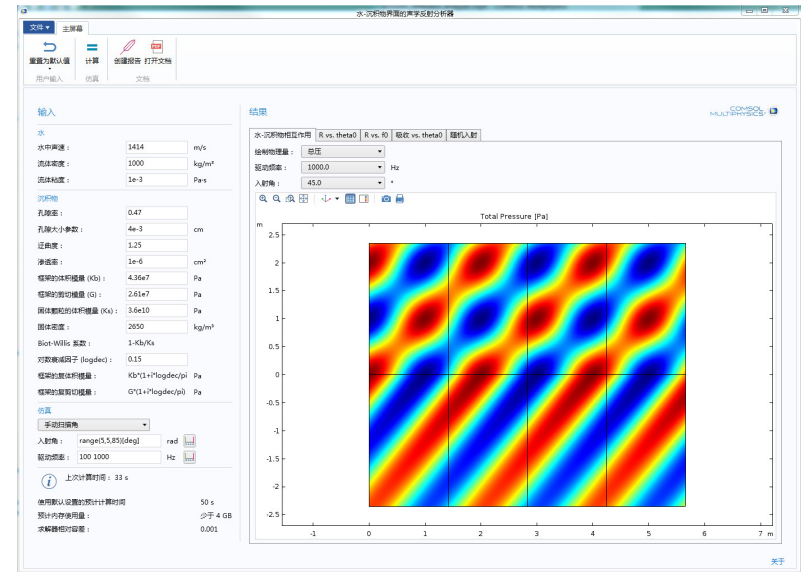 水-沉积物界面的声学反射分析器
文件 主屏幕
重置为默认值 计算 创建报告 打开文档
用户输入 仿真 文档
输入
水
水中声速： 1414 m/s
流体密度： 1000 kg/m³
流体粘度： 1e-3 Pa·s
沉积物
孔隙率： 0.47
孔隙大小参数： 4e-3 cm
迂曲度： 1.25
渗透率： 1e-6 cm²
框架的体积模量 (Kb)： 4.36e7 Pa
框架的剪切模量 (G)： 2.61e7 Pa
固体颗粒的体积模量 (Ks)： 3.6e10 Pa
固体密度： 2650 kg/m³
Biot-Willis 系数： 1-Kb/Ks
对数衰减因子 (logdec)： 0.15
框架的复体积模量： Kb*(1+i*logdec/pi) Pa
框架的复剪切模量： G*(1+i*logdec/pi) Pa
仿真
手动扫描角
入射角： range(5,5,85)[deg] rad
驱动频率： 100 1000 Hz
上次计算时间： 33 s
使用默认设置的预计计算时间 50 s
预计内存使用量： 少于 4 GB
求解器相对容差： 0.001
结果
COMSOL
MULTIPHYSICS®
水-沉积物相互作用 R vs. theta0 R vs. f0 吸收 vs. theta0 随机入射
绘制物理量： 总压
驱动频率： 1000.0 Hz
入射角： 45.0 °
Total Pressure [Pa]
m
2.5
2
1.5
1
0.5
0
-0.5
-1
-1.5
-2
-2.5
-1 0 1 2 3 4 5 6 7 m
关于